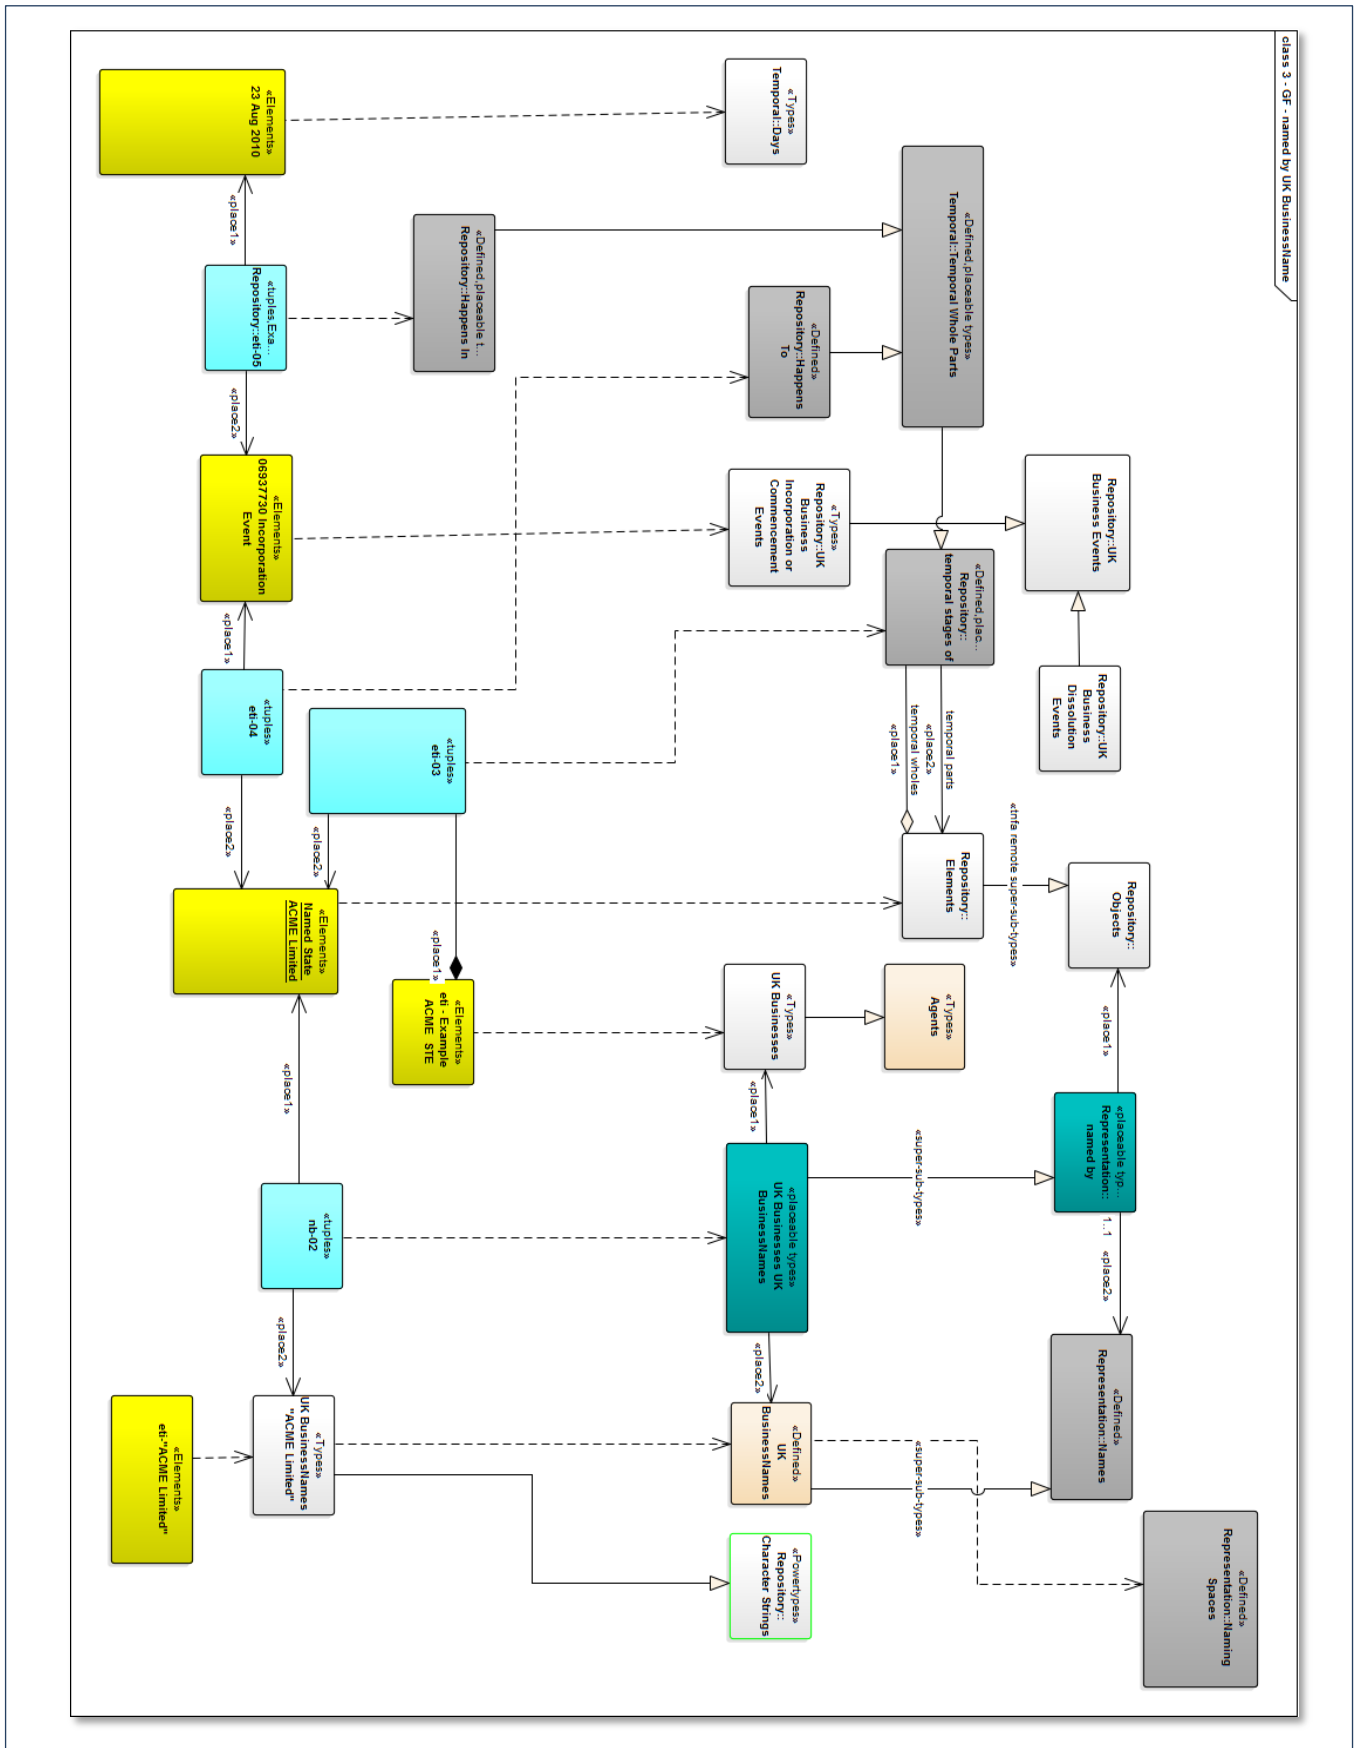 class 3 - GF - named by UK BusinessName
«Defined»
Representation::Naming
Spaces
Repository::UK
Business Events
Repository::UK
Business
Dissolution
Events
«tnfa remote super-sub-types»
Repository::
Objects
«place1»
«placeable typ...
Representation::
named by
1..1
«place2»
«Defined»
Representation::Names
«Defined,placeable types»
Temporal::Temporal Whole Parts
«Defined,plac...
Repository::
temporal stages of
temporal parts
«place2»
temporal wholes
«place1»
Repository::
Elements
«Types»
Agents
«super-sub-types»
«super-sub-types»
«Types»
Temporal::Days
«Defined»
Repository::Happens
To
«Types»
Repository::UK
Business
Incorporation or
Commencement
Events
«Types»
UK Businesses
«place1»
«placeable types»
UK Businesses UK
BusinessNames
«place2»
«Defined»
UK
BusinessNames
«Powertypes»
Repository::
Character Strings
«Defined,placeable t...
Repository::Happens In
«tuples»
eti-03
«place2»
«place1»
«Elements»
eti - Example
ACME STE
«Elements»
23 Aug 2010
«place1»
«tuples,Exa...
Repository::eti-05
«place2»
«Elements»
06937730 Incorporation
Event
«place1»
«tuples»
eti-04
«place2»
«Elements»
Named State
ACME Limited
«place1»
«tuples»
nb-02
«place2»
«Types»
UK BusinessNames
"ACME Limited"
«Elements»
eti-"ACME Limited"